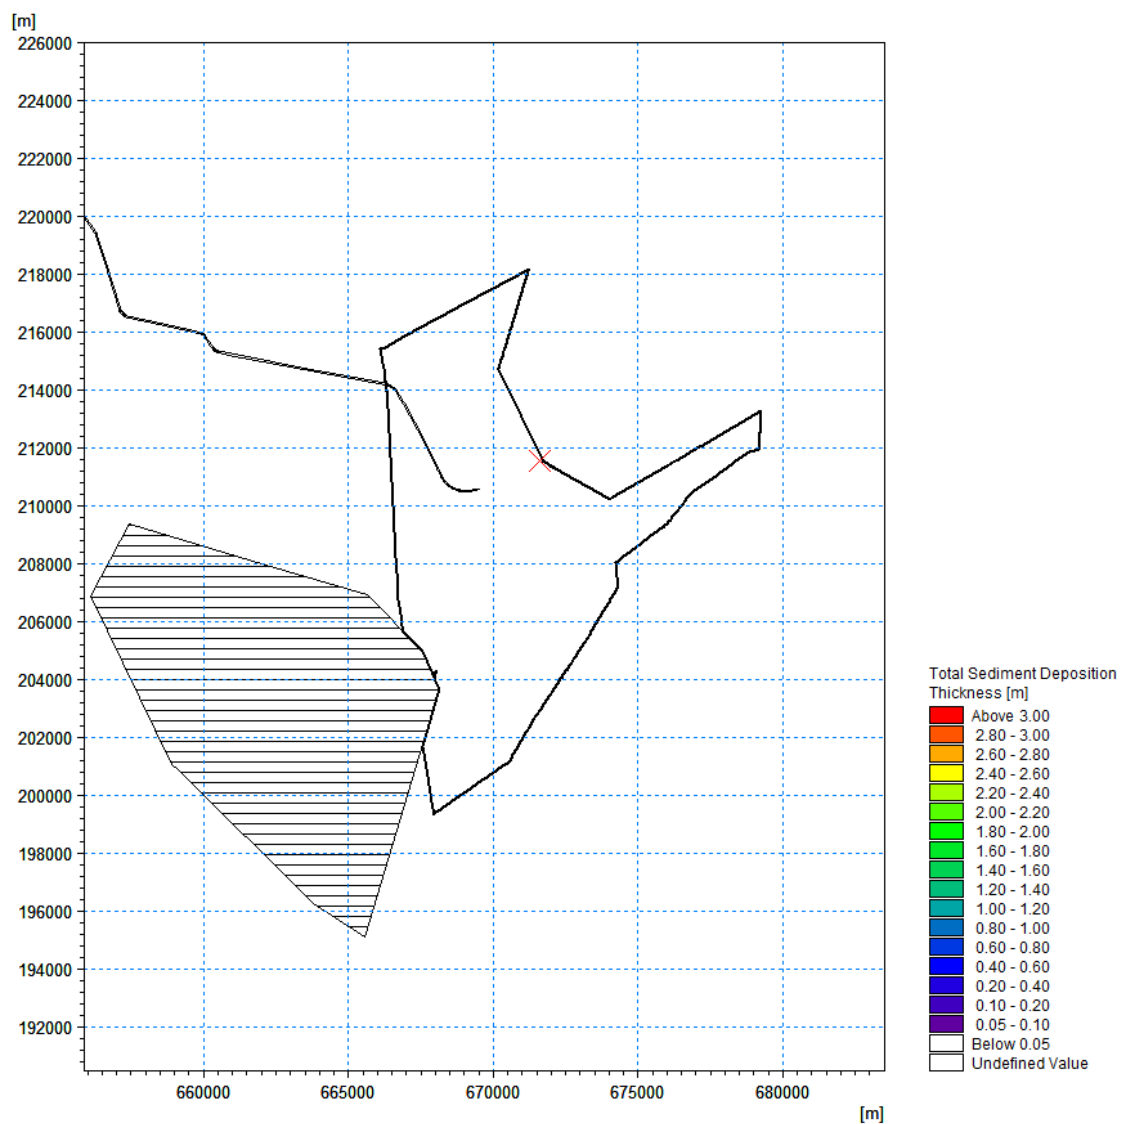 [m]
226000
224000
222000
220000
218000
216000
214000
212000
210000
208000
206000
204000
202000
200000
198000
196000
194000
192000
660000 665000 670000 675000 680000
[m]
Total Sediment Deposition
Thickness [m]
Above 3.00
2.80 - 3.00
2.60 - 2.80
2.40 - 2.60
2.20 - 2.40
2.00 - 2.20
1.80 - 2.00
1.60 - 1.80
1.40 - 1.60
1.20 - 1.40
1.00 - 1.20
0.80 - 1.00
0.60 - 0.80
0.40 - 0.60
0.20 - 0.40
0.10 - 0.20
0.05 - 0.10
Below 0.05
Undefined Value